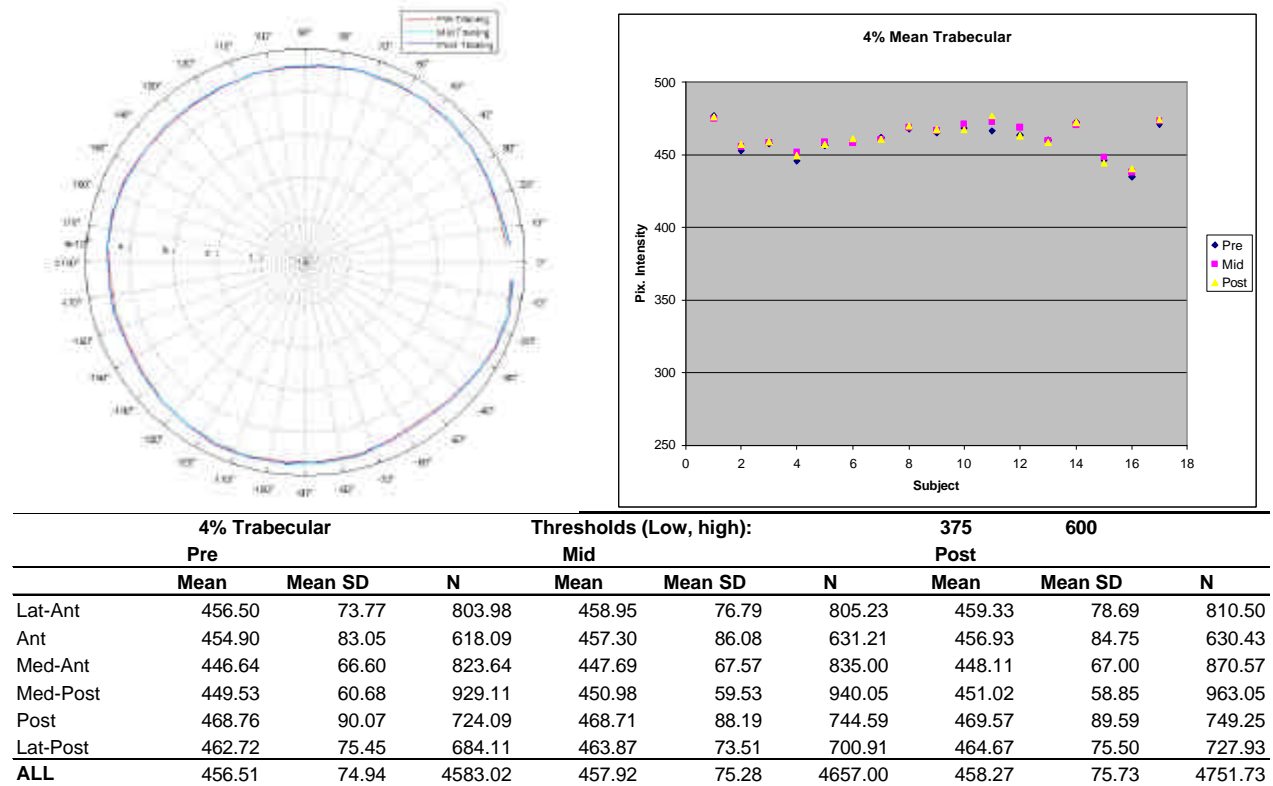 Pre Training
Mid Training
Post Training
4% Mean Trabecular
500
450
400
350
300
250
Pix. Intensity
0 2 4 6 8 10 12 14 16 18
Subject
Pre
Mid
Post
4% Trabecular Thresholds (Low, high): 375 600
Pre Mid Post
Mean Mean SD N Mean Mean SD N Mean Mean SD N
Lat-Ant 456.50 73.77 803.98 458.95 76.79 805.23 459.33 78.69 810.50
Ant 454.90 83.05 618.09 457.30 86.08 631.21 456.93 84.75 630.43
Med-Ant 446.64 66.60 823.64 447.69 67.57 835.00 448.11 67.00 870.57
Med-Post 449.53 60.68 929.11 450.98 59.53 940.05 451.02 58.85 963.05
Post 468.76 90.07 724.09 468.71 88.19 744.59 469.57 89.59 749.25
Lat-Post 462.72 75.45 684.11 463.87 73.51 700.91 464.67 75.50 727.93
ALL 456.51 74.94 4583.02 457.92 75.28 4657.00 458.27 75.73 4751.73